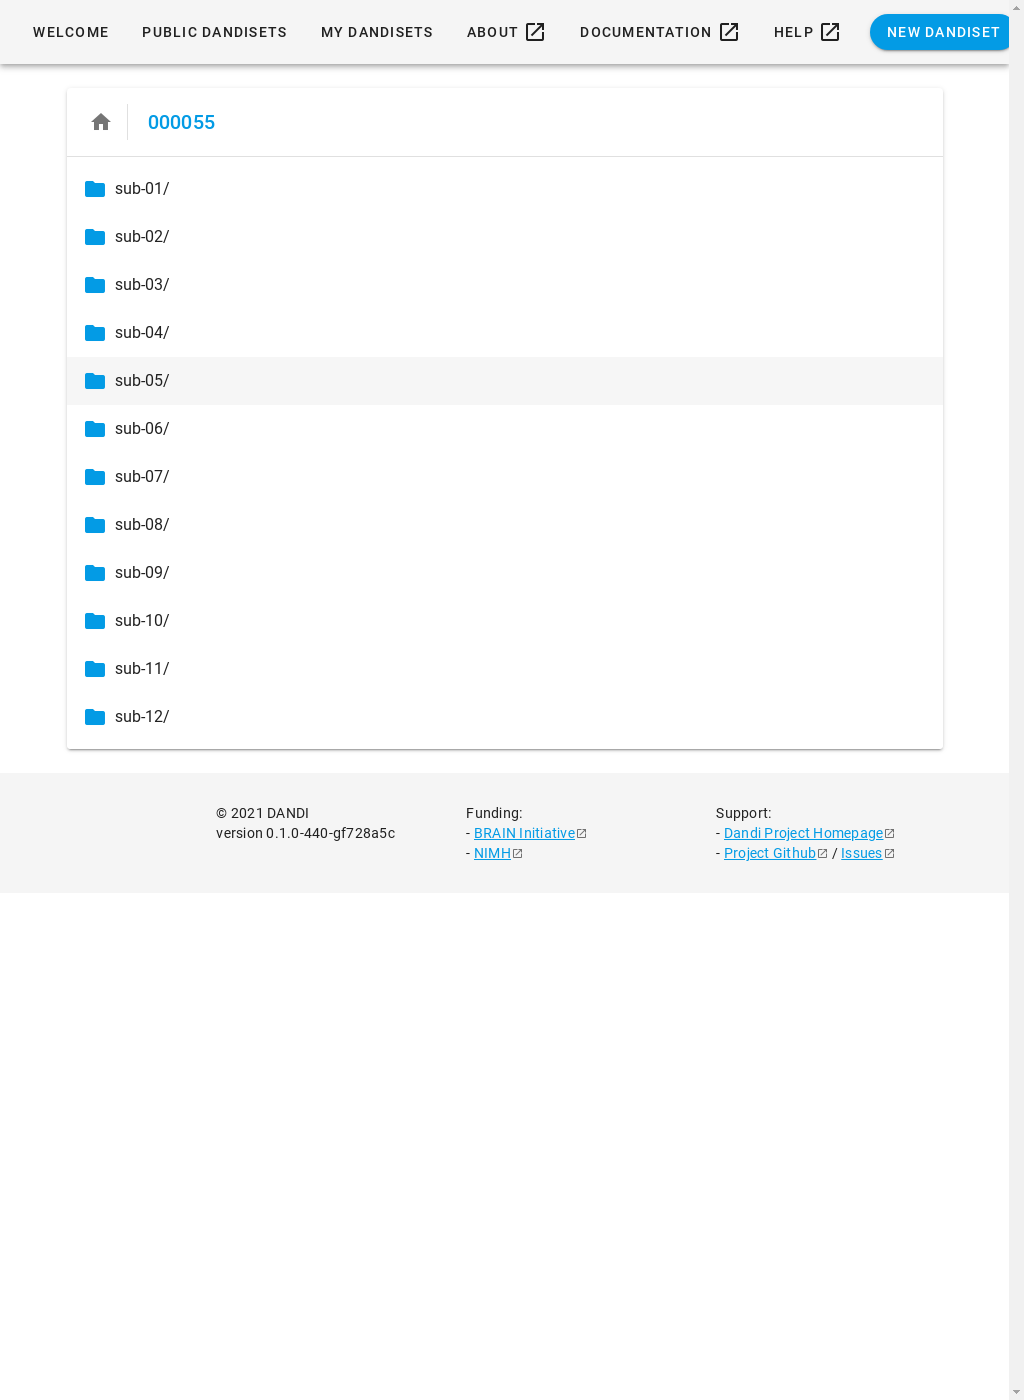 WELCOME PUBLIC DANDISETS MY DANDISETS ABOUT DOCUMENTATION HELP NEW DANDISET
000055
sub-01/
sub-02/
sub-03/
sub-04/
sub-05/
sub-06/
sub-07/
sub-08/
sub-09/
sub-10/
sub-11/
sub-12/
© 2021 DANDI
version 0.1.0-440-gf728a5c
Funding:
- BRAIN Initiative
- NIMH
Support:
- Dandi Project Homepage
- Project Github / Issues